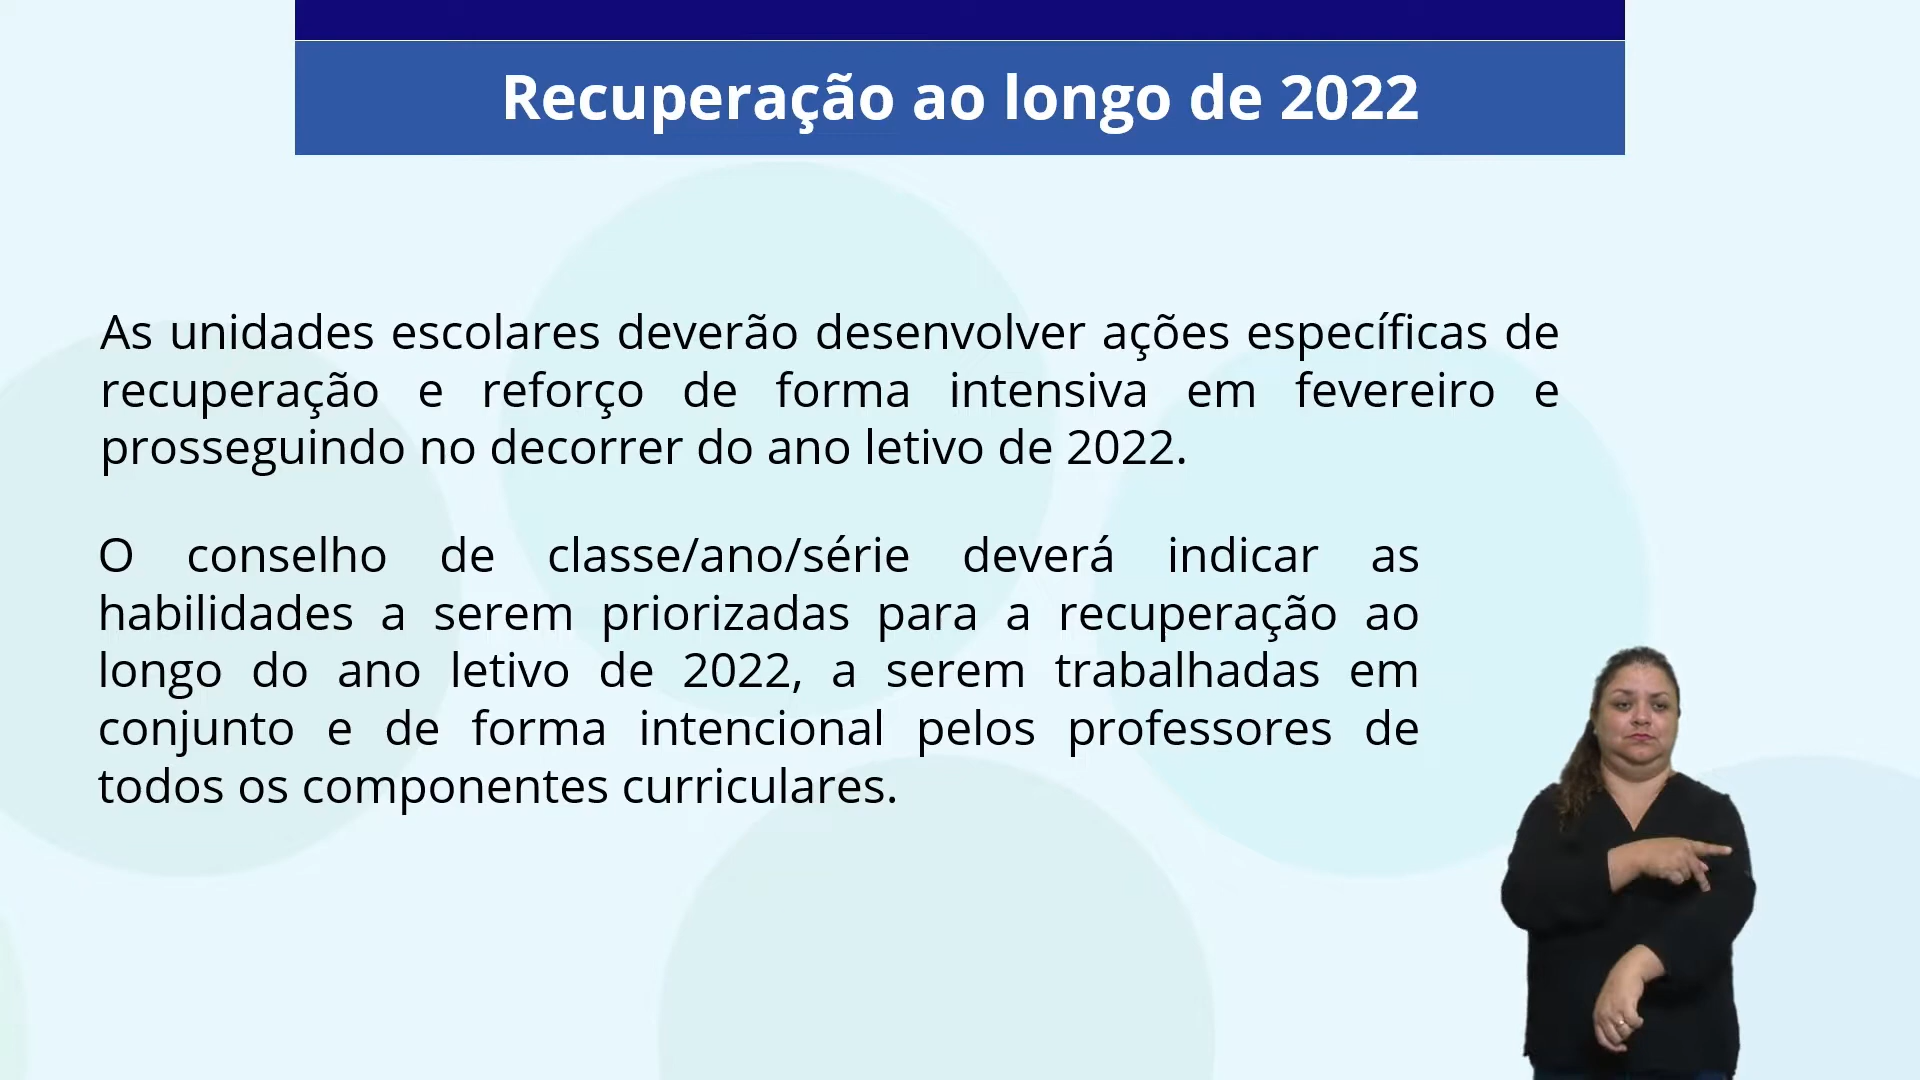 Recuperação ao longo de 2022
As unidades escolares deverão desenvolver ações específicas de
recuperação e reforço de forma intensiva em fevereiro e
prosseguindo no decorrer do ano letivo de 2022.
O conselho de classe/ano/série deverá indicar as
habilidades a serem priorizadas para a recuperação ao
longo do ano letivo de 2022, a serem trabalhadas em
conjunto e de forma intencional pelos professores de
todos os componentes curriculares.